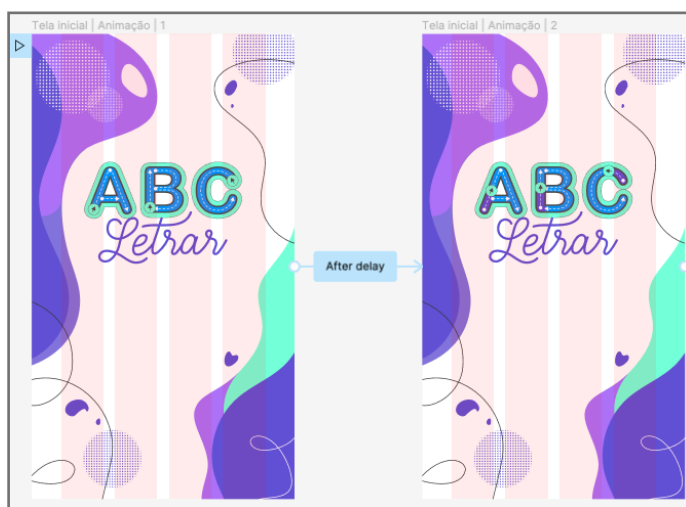 Tela inicial | Animação | 1
Tela inicial | Animação | 2
ABC
Letrar
After delay
ABC
Letrar